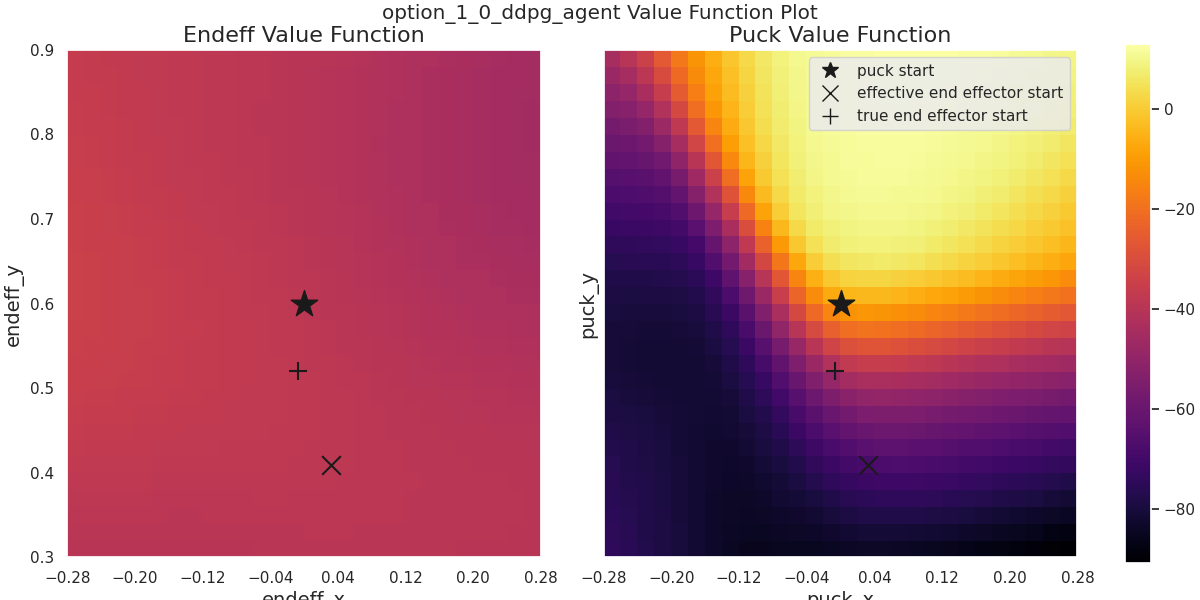 option_1_0_ddpg_agent Value Function Plot
Endeff Value Function
0.9
0.8
0.7
0.6
0.5
0.4
0.3
endeff_y
−0.28 −0.20 −0.12 −0.04 0.04 0.12 0.20 0.28
endeff_x
Puck Value Function
puck start
effective end effector start
true end effector start
puck_y
−0.28 −0.20 −0.12 −0.04 0.04 0.12 0.20 0.28
puck_x
0
−20
−40
−60
−80